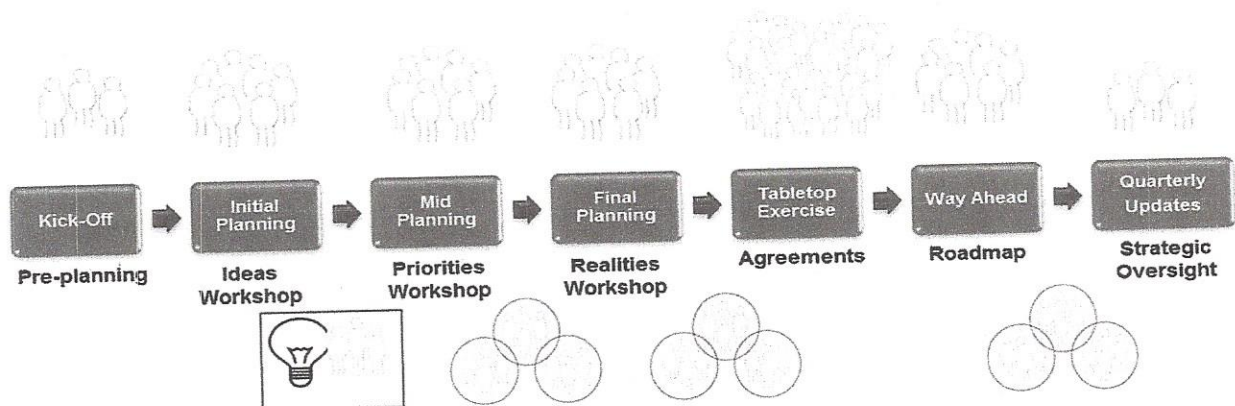 Kick-Off
Initial
Planning
Mid
Planning
Final
Planning
Tabletop
Exercise
Way Ahead
Quarterly
Updates
Pre-planning
Ideas
Workshop
Priorities
Workshop
Realities
Workshop
Agreements
Roadmap
Strategic
Oversight